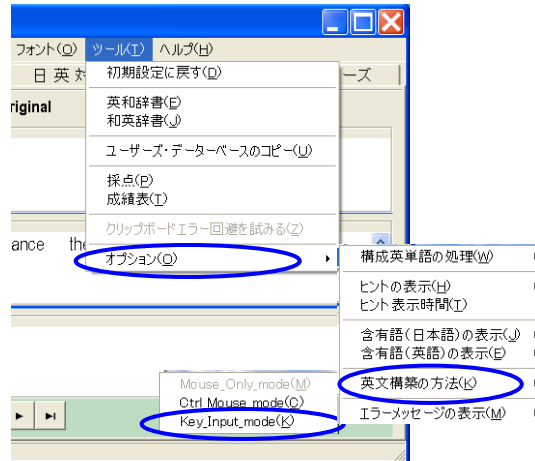 フォント(O) ツール(T) ヘルプ(H)
日 英 対
ーズ
riginal
初期設定に戻す(D)
英和辞書(E)
和英辞書(J)
ユーザーズ・データーベースのコピー(U)
採点(P)
成績表(T)
クリップボードエラー回避を試みる(Z)
オプション(O)
ance the
構成英単語の処理(W)
ヒントの表示(H)
ヒント表示時間(T)
含有語(日本語)の表示(J)
含有語(英語)の表示(E)
英文構築の方法(K)
エラーメッセージの表示(M)
Mouse_Only_mode(M)
Ctrl Mouse mode(C)
Key_Input_mode(K)